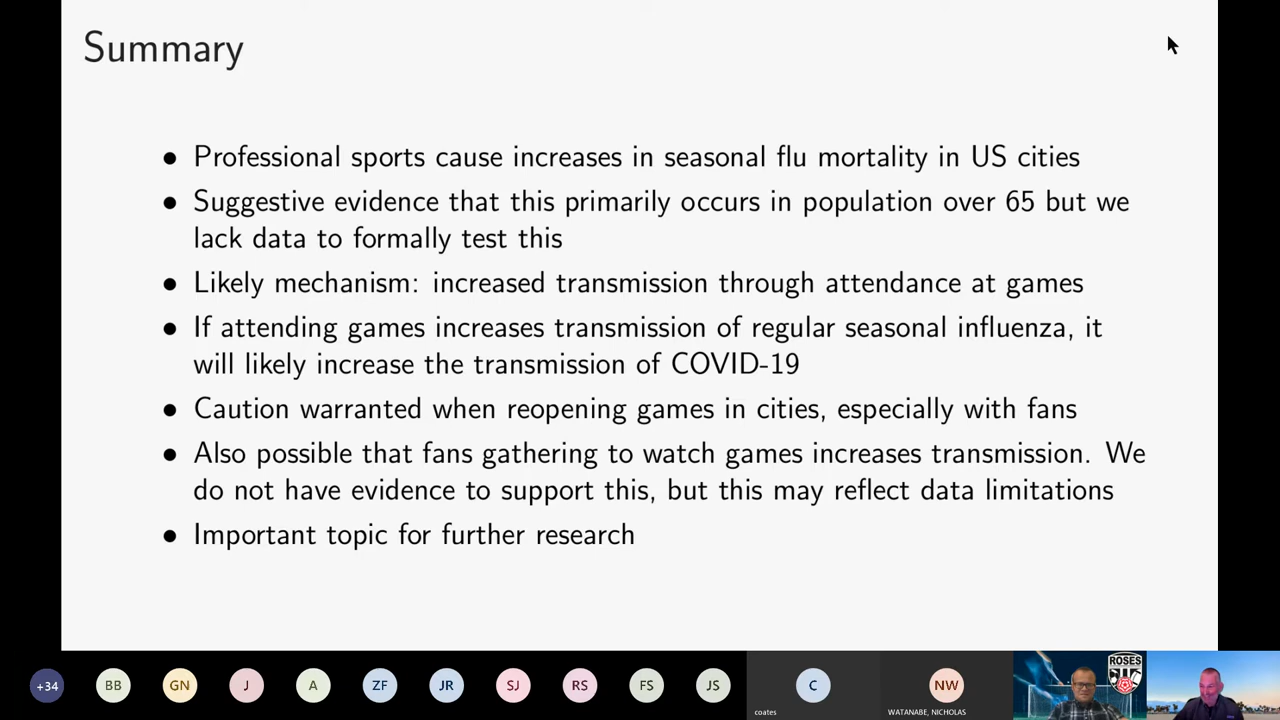 Summary
● Professional sports cause increases in seasonal flu mortality in US cities
● Suggestive evidence that this primarily occurs in population over 65 but we
lack data to formally test this
● Likely mechanism: increased transmission through attendance at games
● If attending games increases transmission of regular seasonal influenza, it
will likely increase the transmission of COVID-19
● Caution warranted when reopening games in cities, especially with fans
● Also possible that fans gathering to watch games increases transmission. We
do not have evidence to support this, but this may reflect data limitations
● Important topic for further research
+34
BB
GN
J
A
ZF
JR
SJ
RS
FS
JS
C
coates
NW
WATANABE, NICHOLAS
ROSES